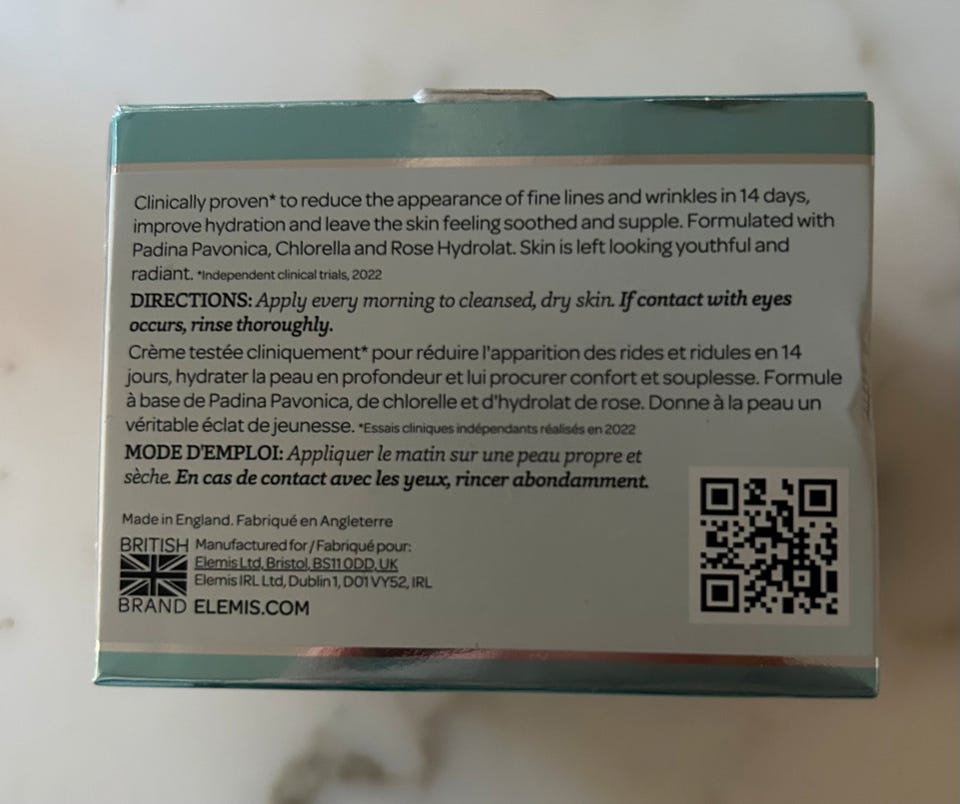 Clinically proven* to reduce the appearance of fine lines and wrinkles in 14 days,
improve hydration and leave the skin feeling soothed and supple. Formulated with
Padina Pavonica, Chlorella and Rose Hydrolat. Skin is left looking youthful and
radiant. *Independent clinical trials, 2022
DIRECTIONS: Apply every morning to cleansed, dry skin. If contact with eyes
occurs, rinse thoroughly.
Crème testée cliniquement* pour réduire l'apparition des rides et ridules en 14
jours, hydrater la peau en profondeur et lui procurer confort et souplesse. Formule
à base de Padina Pavonica, de chlorelle et d'hydrolat de rose. Donne à la peau un
véritable éclat de jeunesse. *Essais cliniques indépendants réalisés en 2022
MODE D'EMPLOI: Appliquer le matin sur une peau propre et
sèche. En cas de contact avec les yeux, rincer abondamment.
Made in England. Fabriqué en Angleterre
BRITISH
BRAND
Manufactured for / Fabriqué pour:
Elemis Ltd, Bristol, BS11 0DD, UK
Elemis IRL Ltd, Dublin 1, D01 VY52, IRL
ELEMIS.COM